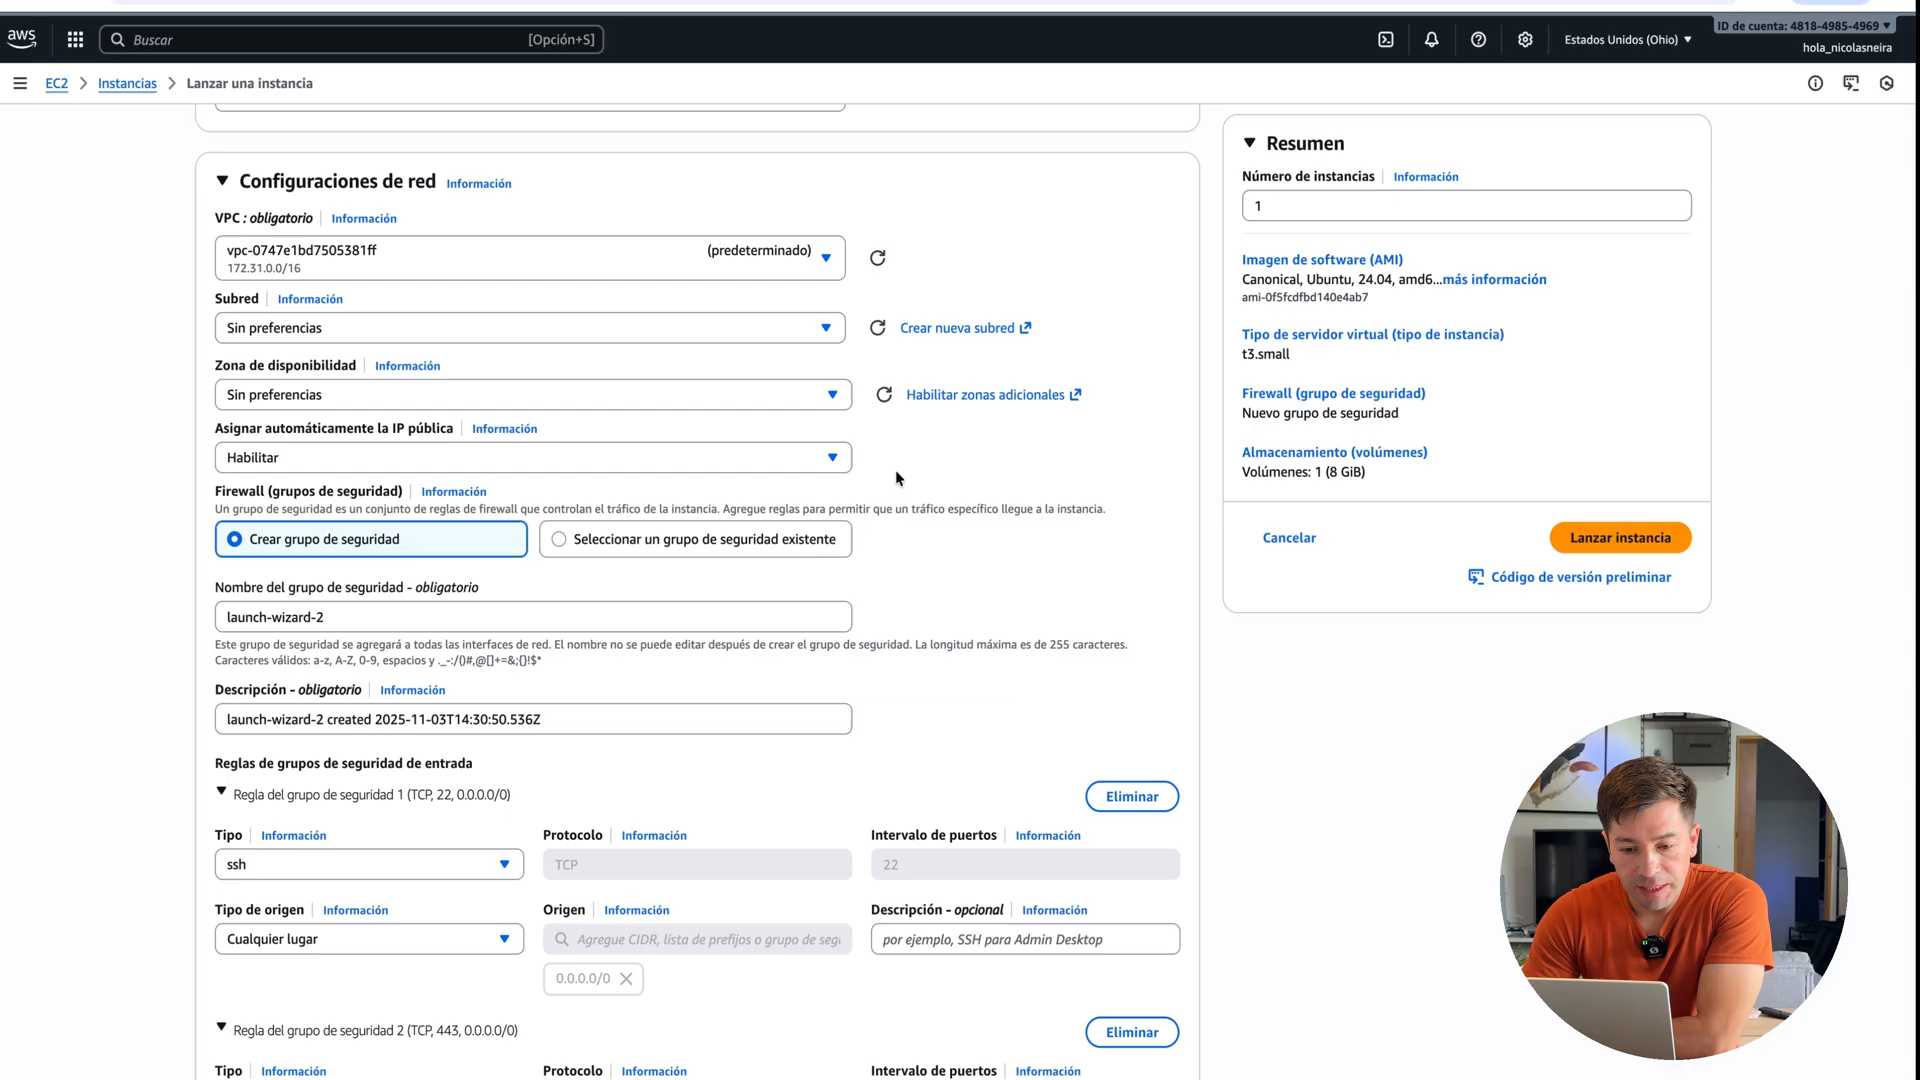 aws
Buscar
[Opción+S]
Estados Unidos (Ohio)
ID de cuenta: 4818-4985-4969
hola_nicolasneira
EC2
Instancias
Lanzar una instancia
Configuraciones de red
Información
VPC : obligatorio
Información
vpc-0747e1bd7505381ff
(predeterminado)
172.31.0.0/16
Subred
Información
Sin preferencias
Crear nueva subred
Zona de disponibilidad
Información
Sin preferencias
Habilitar zonas adicionales
Asignar automáticamente la IP pública
Información
Habilitar
Firewall (grupos de seguridad)
Información
Un grupo de seguridad es un conjunto de reglas de firewall que controlan el tráfico de la instancia. Agregue reglas para permitir que un tráfico específico llegue a la instancia.
Crear grupo de seguridad
Seleccionar un grupo de seguridad existente
Nombre del grupo de seguridad - obligatorio
launch-wizard-2
Este grupo de seguridad se agregará a todas las interfaces de red. El nombre no se puede editar después de crear el grupo de seguridad. La longitud máxima es de 255 caracteres.
Caracteres válidos: a-z, A-Z, 0-9, espacios y ._-:/()#,@[]+=&;{}!$*
Descripción - obligatorio
Información
launch-wizard-2 created 2025-11-03T14:30:50.536Z
Reglas de grupos de seguridad de entrada
Regla del grupo de seguridad 1 (TCP, 22, 0.0.0.0/0)
Eliminar
Tipo
Información
Protocolo
Información
Intervalo de puertos
Información
ssh
TCP
22
Tipo de origen
Información
Origen
Información
Descripción - opcional
Información
Cualquier lugar
Agregue CIDR, lista de prefijos o grupo de segu
por ejemplo, SSH para Admin Desktop
0.0.0.0/0
Regla del grupo de seguridad 2 (TCP, 443, 0.0.0.0/0)
Eliminar
Tipo
Información
Protocolo
Información
Intervalo de puertos
Información
Resumen
Número de instancias
Información
1
Imagen de software (AMI)
Canonical, Ubuntu, 24.04, amd6...más información
ami-0f5fcdfbd140e4ab7
Tipo de servidor virtual (tipo de instancia)
t3.small
Firewall (grupo de seguridad)
Nuevo grupo de seguridad
Almacenamiento (volúmenes)
Volúmenes: 1 (8 GiB)
Cancelar
Lanzar instancia
Código de versión preliminar